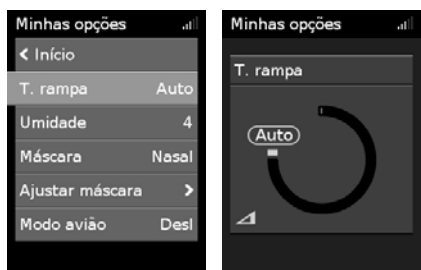 Minhas opções
< Início
T. rampa Auto
Umidade 4
Máscara Nasal
Ajustar máscara >
Modo avião Desl
Minhas opções
T. rampa
Auto